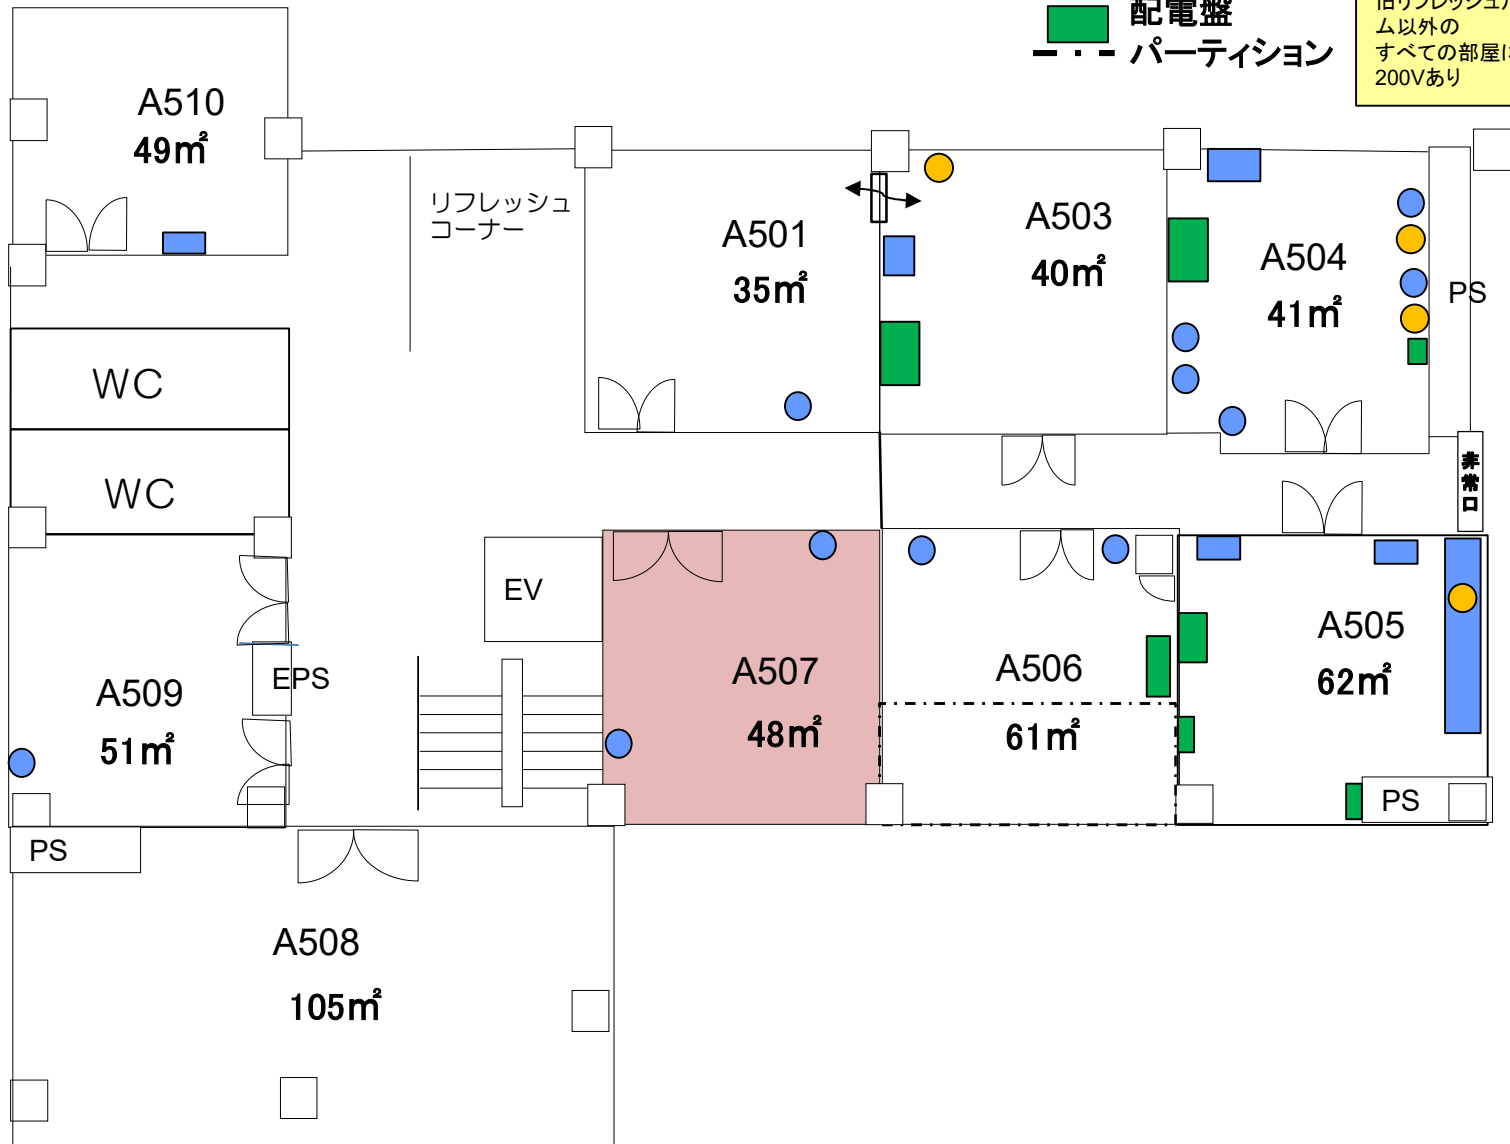 配電盤
パーティション
ム以外の
すべての部屋に
200Vあり
A510
49㎡
リフレッシュ
コーナー
A501
35㎡
A503
40㎡
A504
41㎡
PS
WC
WC
非常口
EV
A509
51㎡
EPS
A507
48㎡
A506
61㎡
A505
62㎡
PS
PS
A508
105㎡